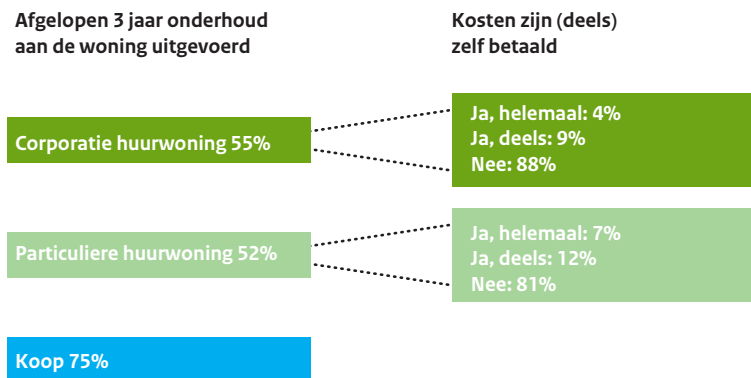 Afgelopen 3 jaar onderhoud
aan de woning uitgevoerd
Kosten zijn (deels)
zelf betaald
Corporatie huurwoning 55%
Ja, helemaal: 4%
Ja, deels: 9%
Nee: 88%
Particuliere huurwoning 52%
Ja, helemaal: 7%
Ja, deels: 12%
Nee: 81%
Koop 75%